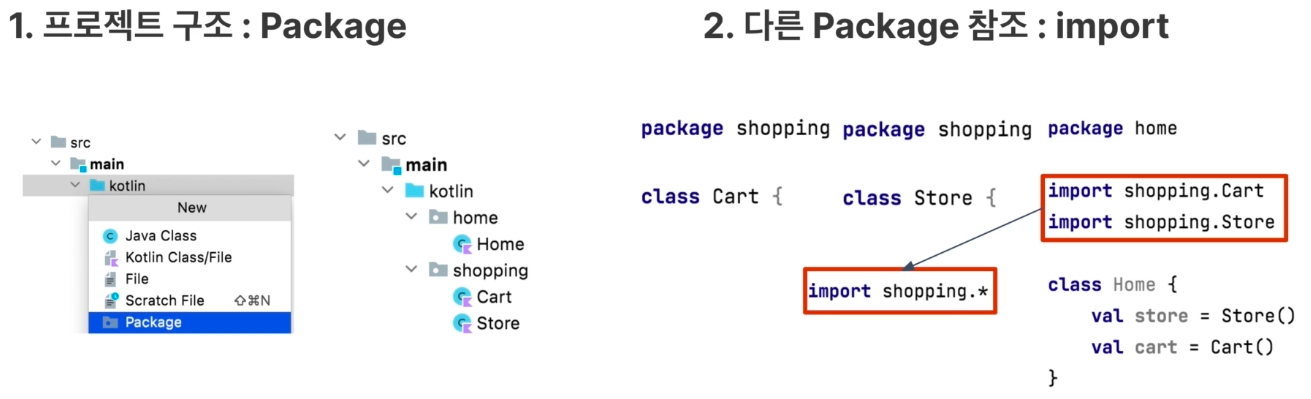 1. 프로젝트 구조 : Package
src
main
kotlin
New
Java Class
Kotlin Class/File
File
Scratch File ⇧⌘N
Package
src
main
kotlin
home
Home
shopping
Cart
Store
2. 다른 Package 참조 : import
package shopping
class Cart {
package shopping
class Store {
import shopping.*
package home
import shopping.Cart
import shopping.Store
class Home {
val store = Store()
val cart = Cart()
}